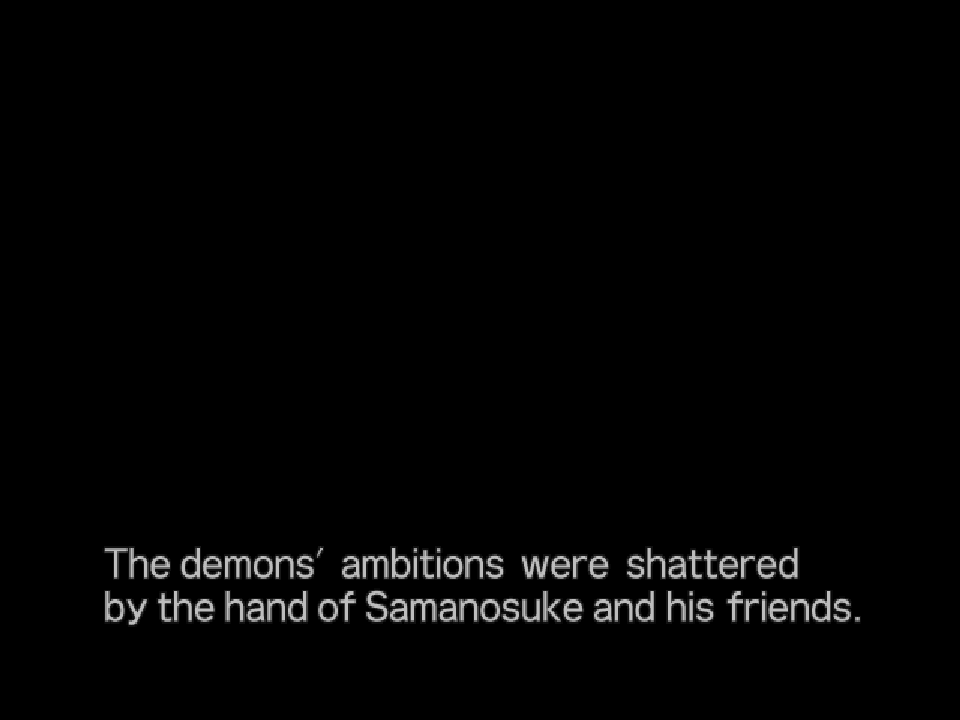 The demons' ambitions were shattered
by the hand of Samanosuke and his friends.